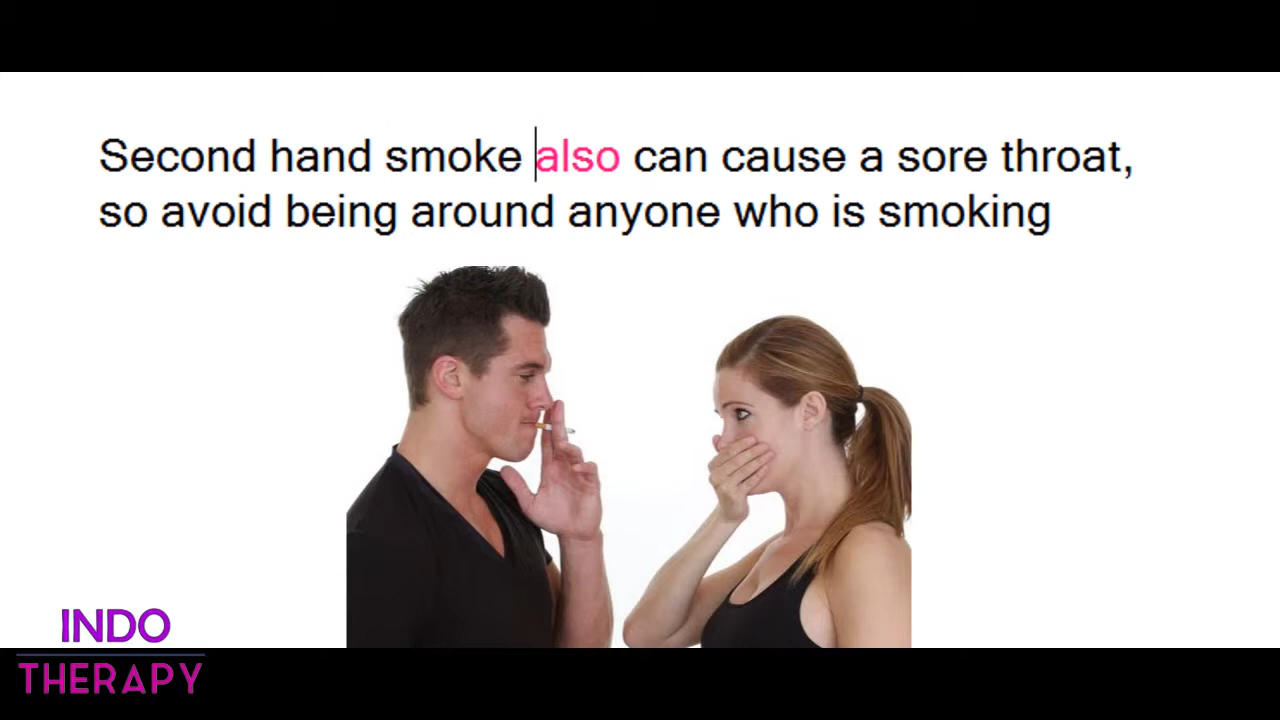 Second hand smoke also can cause a sore throat,
so avoid being around anyone who is smoking
INDO
THERAPY